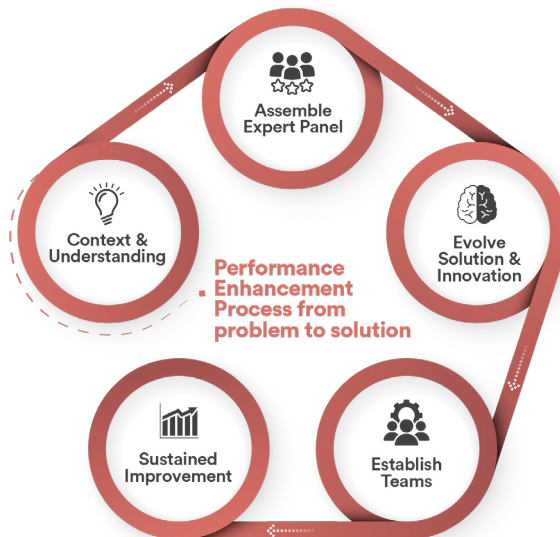 Assemble
Expert Panel
Context &
Understanding
Evolve
Solution &
Innovation
Performance
Enhancement
Process from
problem to solution
Sustained
Improvement
Establish
Teams